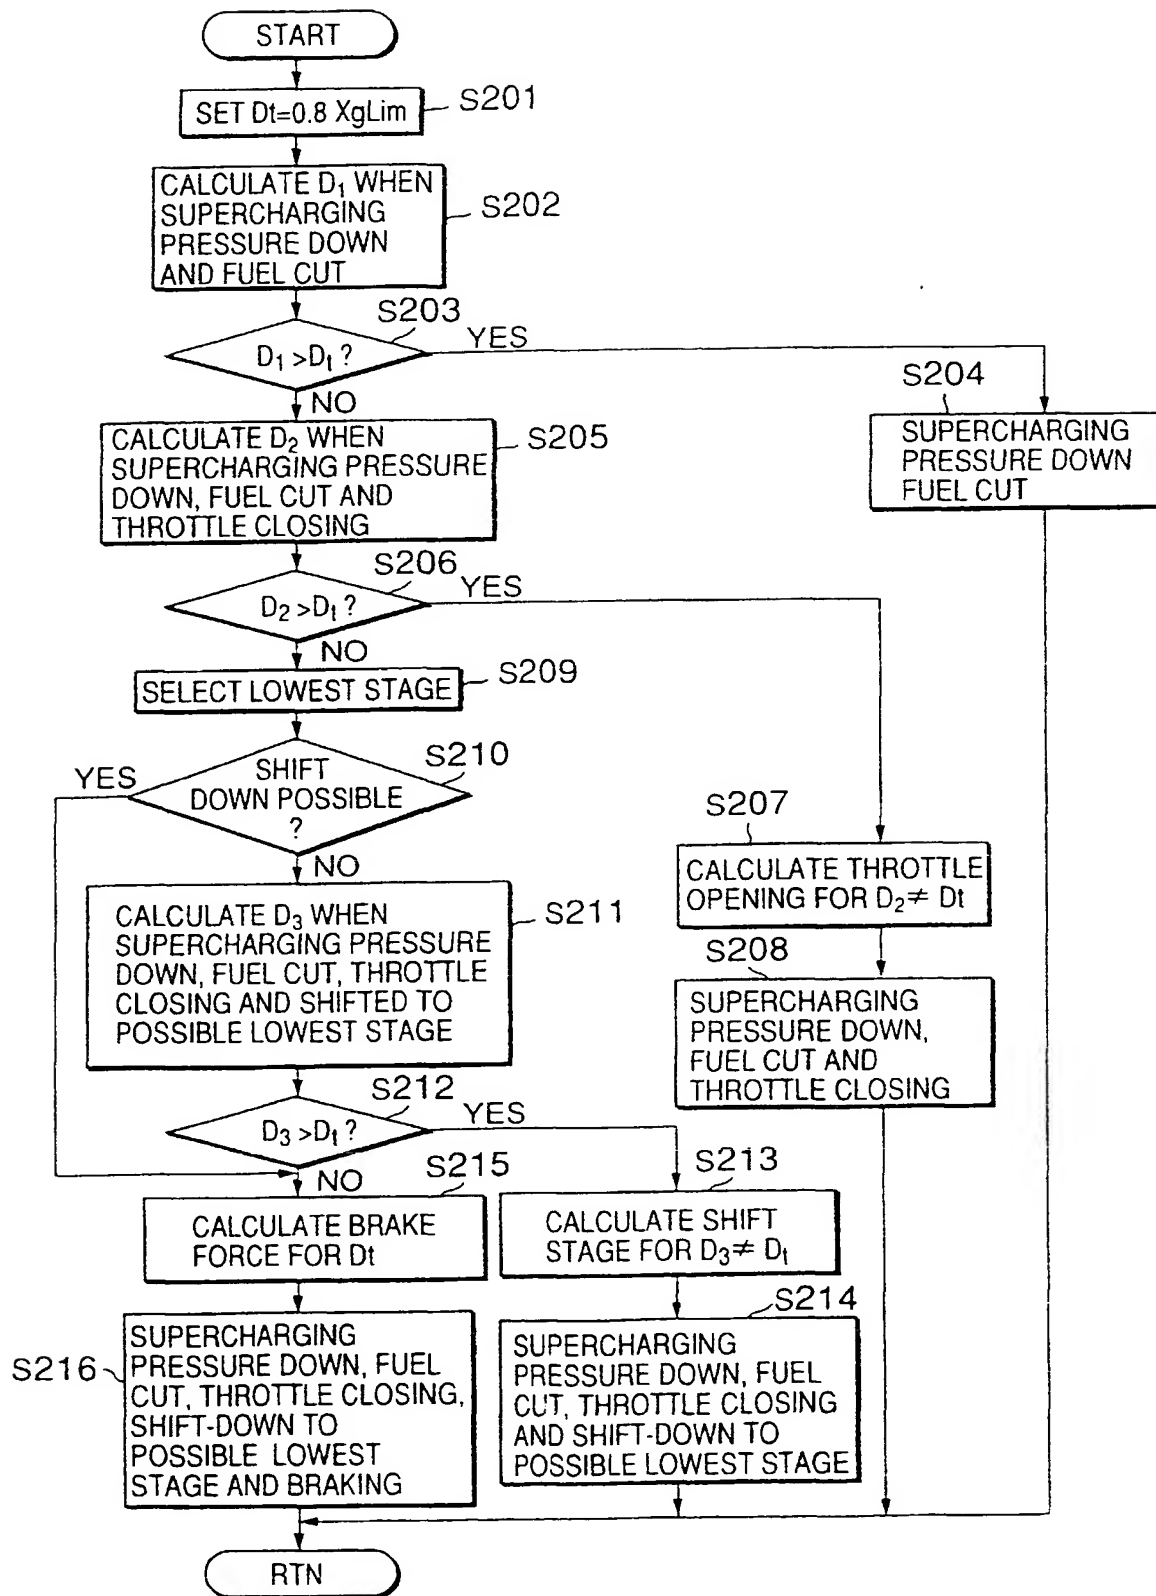 START
SET Dt=0.8 XgLim
S201
CALCULATE D1 WHEN
SUPERCHARGING
PRESSURE DOWN
AND FUEL CUT
S202
S203
D1 >Dt ?
YES
NO
S204
SUPERCHARGING
PRESSURE DOWN
FUEL CUT
CALCULATE D2 WHEN
SUPERCHARGING PRESSURE
DOWN, FUEL CUT AND
THROTTLE CLOSING
S205
S206
D2 >Dt ?
YES
NO
SELECT LOWEST STAGE
S209
S210
SHIFT
DOWN POSSIBLE
?
YES
NO
S207
CALCULATE THROTTLE
OPENING FOR D2≠ Dt
S208
SUPERCHARGING
PRESSURE DOWN,
FUEL CUT AND
THROTTLE CLOSING
CALCULATE D3 WHEN
SUPERCHARGING PRESSURE
DOWN, FUEL CUT, THROTTLE
CLOSING AND SHIFTED TO
POSSIBLE LOWEST STAGE
S211
S212
D3 >Dt ?
YES
NO
S215
CALCULATE BRAKE
FORCE FOR Dt
S213
CALCULATE SHIFT
STAGE FOR D3≠ Dt
S216
SUPERCHARGING
PRESSURE DOWN, FUEL
CUT, THROTTLE CLOSING,
SHIFT-DOWN TO
POSSIBLE LOWEST
STAGE AND BRAKING
S214
SUPERCHARGING
PRESSURE DOWN, FUEL
CUT, THROTTLE CLOSING
AND SHIFT-DOWN TO
POSSIBLE LOWEST STAGE
RTN